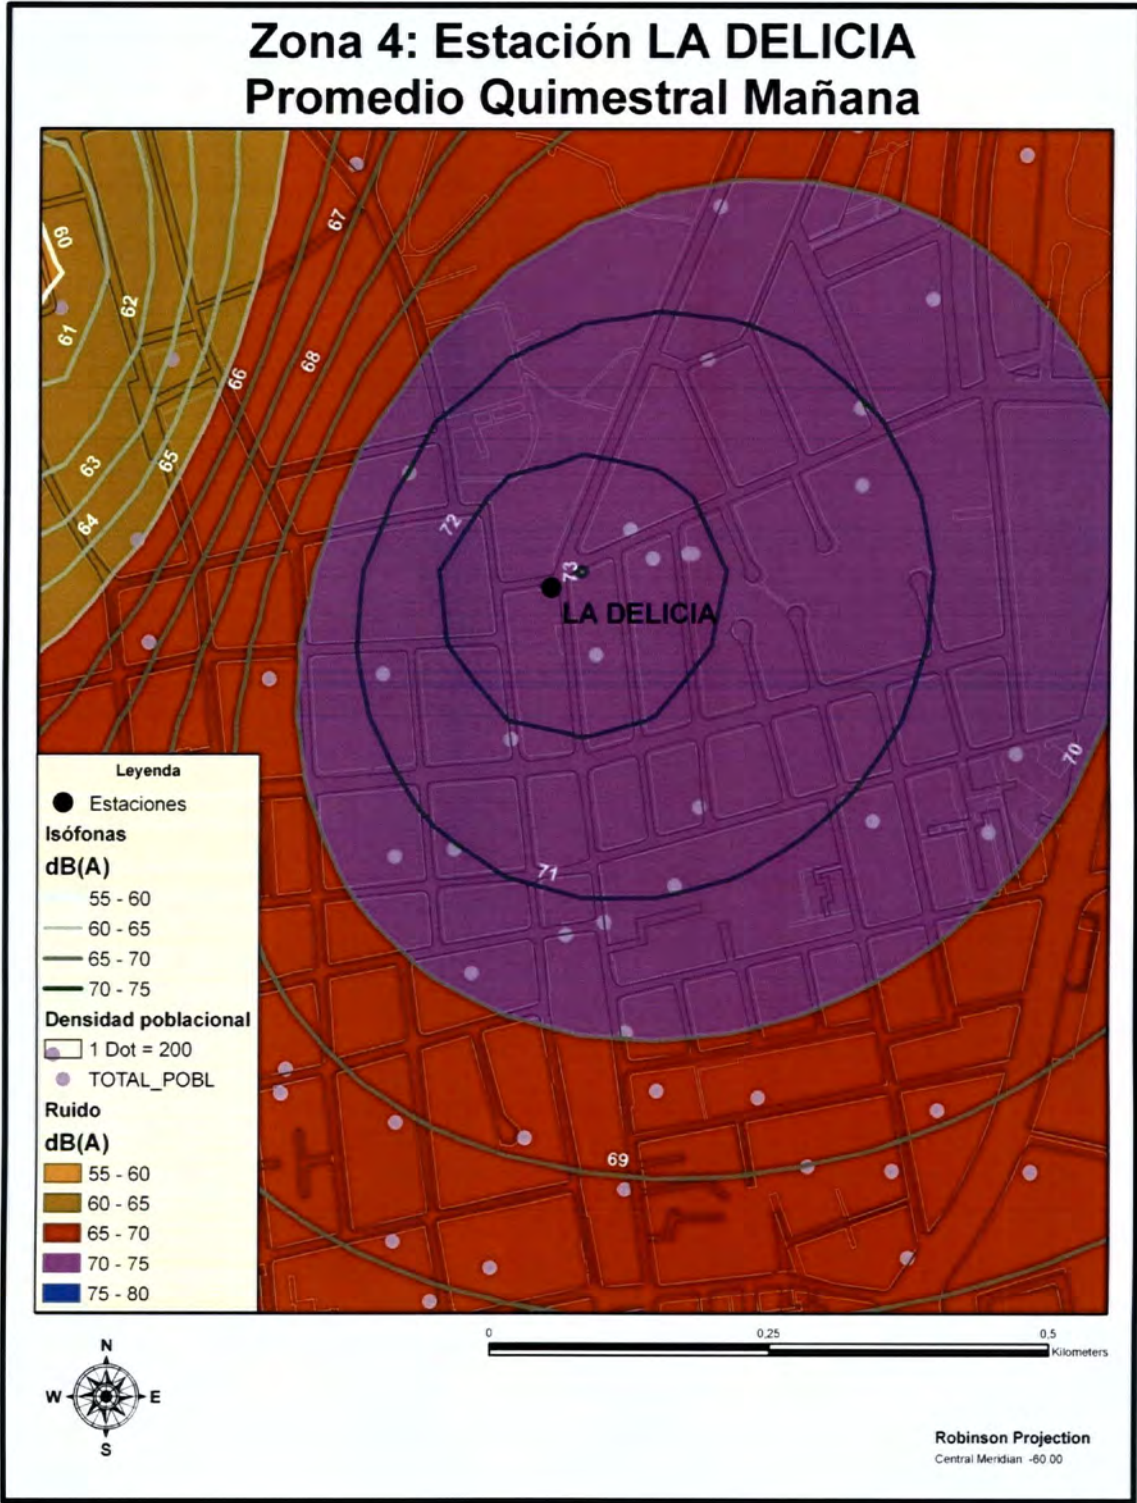 Zona 4: Estación LA DELICIA
Promedio Quimestral Mañana
67
60
62
61
68
66
63
65
64
72
73
LA DELICIA
70
71
69
Leyenda
Estaciones
Isófonas
dB(A)
55 - 60
60 - 65
65 - 70
70 - 75
Densidad poblacional
1 Dot = 200
TOTAL_POBL
Ruido
dB(A)
55 - 60
60 - 65
65 - 70
70 - 75
75 - 80
N
W E
S
0 0,25 0,5
Kilometers
Robinson Projection
Central Meridian -60.00